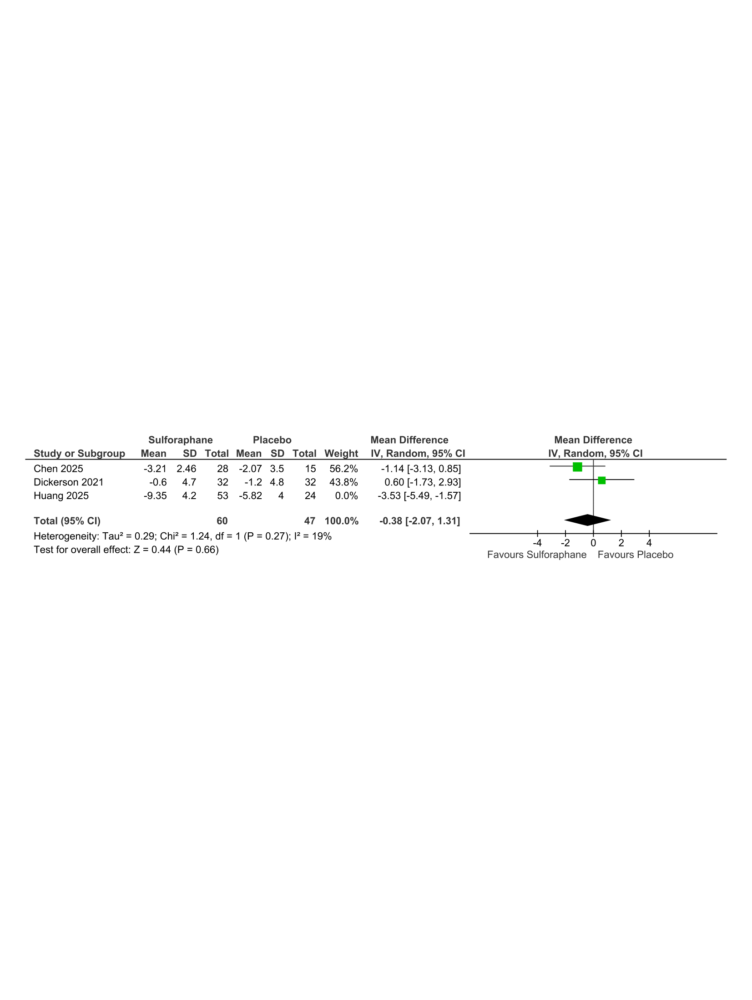 Sulforaphane Placebo Mean Difference Mean Difference
Study or Subgroup Mean SD Total Mean SD Total Weight IV, Random, 95% CI IV, Random, 95% CI
Chen 2025 -3.21 2.46 28 -2.07 3.5 15 56.2% -1.14 [-3.13, 0.85]
Dickerson 2021 -0.6 4.7 32 -1.2 4.8 32 43.8% 0.60 [-1.73, 2.93]
Huang 2025 -9.35 4.2 53 -5.82 4 24 0.0% -3.53 [-5.49, -1.57]
Total (95% CI) 60 47 100.0% -0.38 [-2.07, 1.31]
Heterogeneity: Tau² = 0.29; Chi² = 1.24, df = 1 (P = 0.27); I² = 19%
Test for overall effect: Z = 0.44 (P = 0.66)
-4 -2 0 2 4
Favours Sulforaphane Favours Placebo